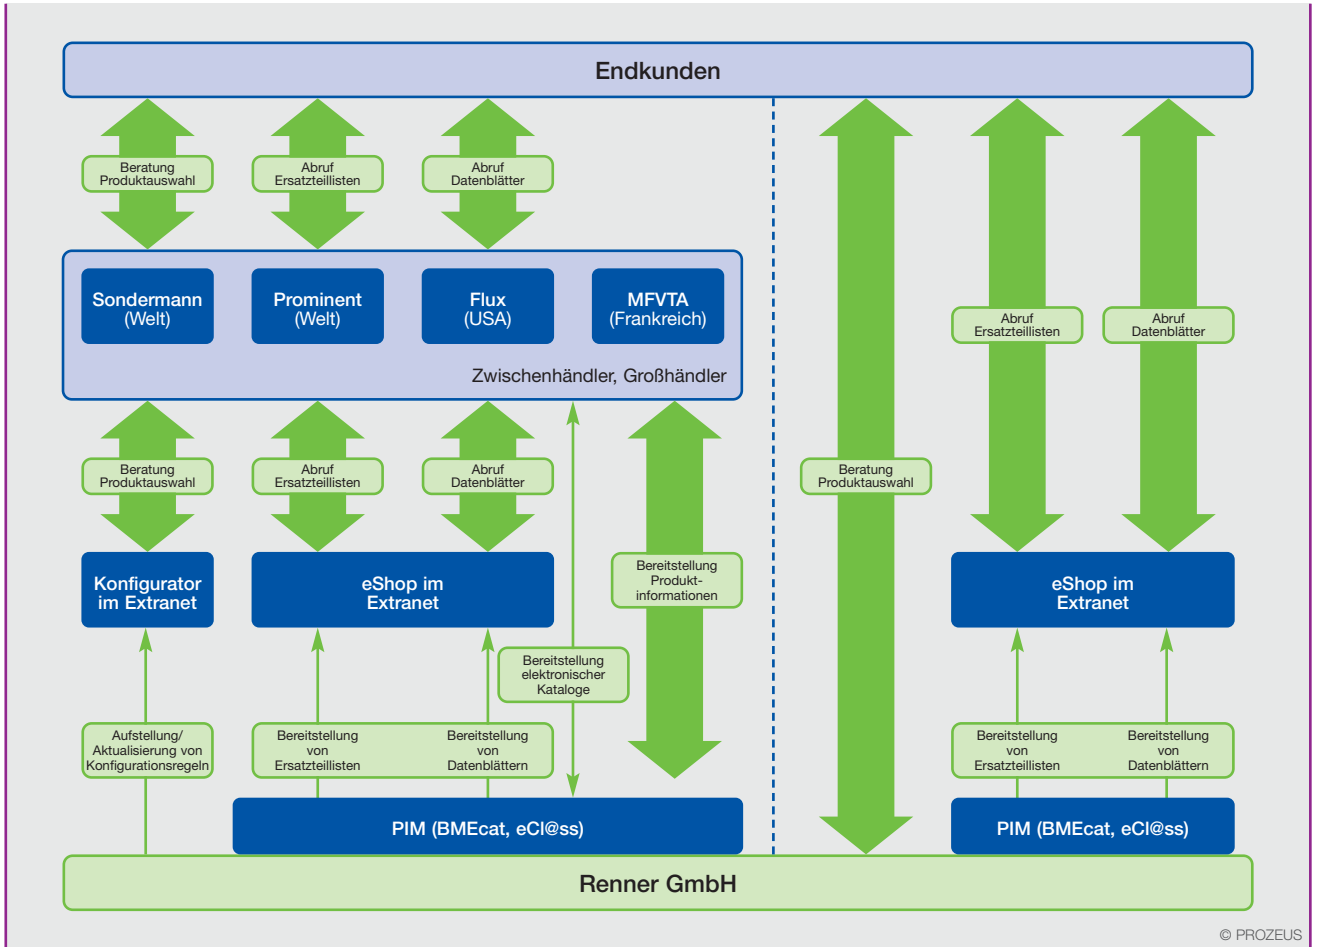 Endkunden
Beratung
Produktauswahl
Abruf
Ersatzteillisten
Abruf
Datenblätter
Sondermann
(Welt)
Prominent
(Welt)
Flux
(USA)
MFVTA
(Frankreich)
Zwischenhändler, Großhändler
Abruf
Ersatzteillisten
Abruf
Datenblätter
Beratung
Produktauswahl
Abruf
Ersatzteillisten
Abruf
Datenblätter
Beratung
Produktauswahl
Konfigurator
im Extranet
eShop im
Extranet
Bereitstellung
Produkt-
informationen
eShop im
Extranet
Bereitstellung
elektronischer
Kataloge
Aufstellung/
Aktualisierung von
Konfigurationsregeln
Bereitstellung
von
Ersatzteillisten
Bereitstellung
von
Datenblättern
Bereitstellung
von
Ersatzteillisten
Bereitstellung
von
Datenblättern
PIM (BMEcat, eCl@ss)
PIM (BMEcat, eCl@ss)
Renner GmbH
© PROZEUS